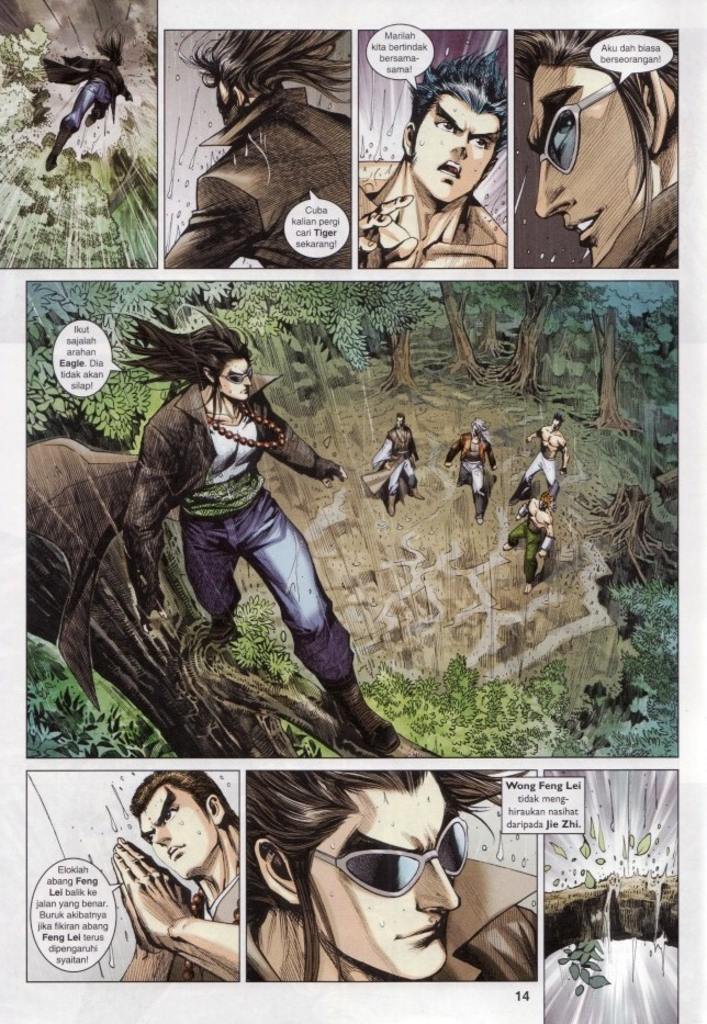 Cuba
kalian pergi
cari Tiger
sekarang!
Marilah
kita bertindak
bersama-
sama!
Aku dah biasa
berseorangan!
Ikut
sajalah
arahan
Eagle. Dia
tidak akan
silap!
Eloklah
abang Feng
Lei balik ke
jalan yang benar.
Buruk akibatnya
jika fikiran abang
Feng Lei terus
dipengaruhi
syaitan!
Wong Feng Lei
tidak meng-
hiraukan nasihat
daripada Jie Zhi.
14